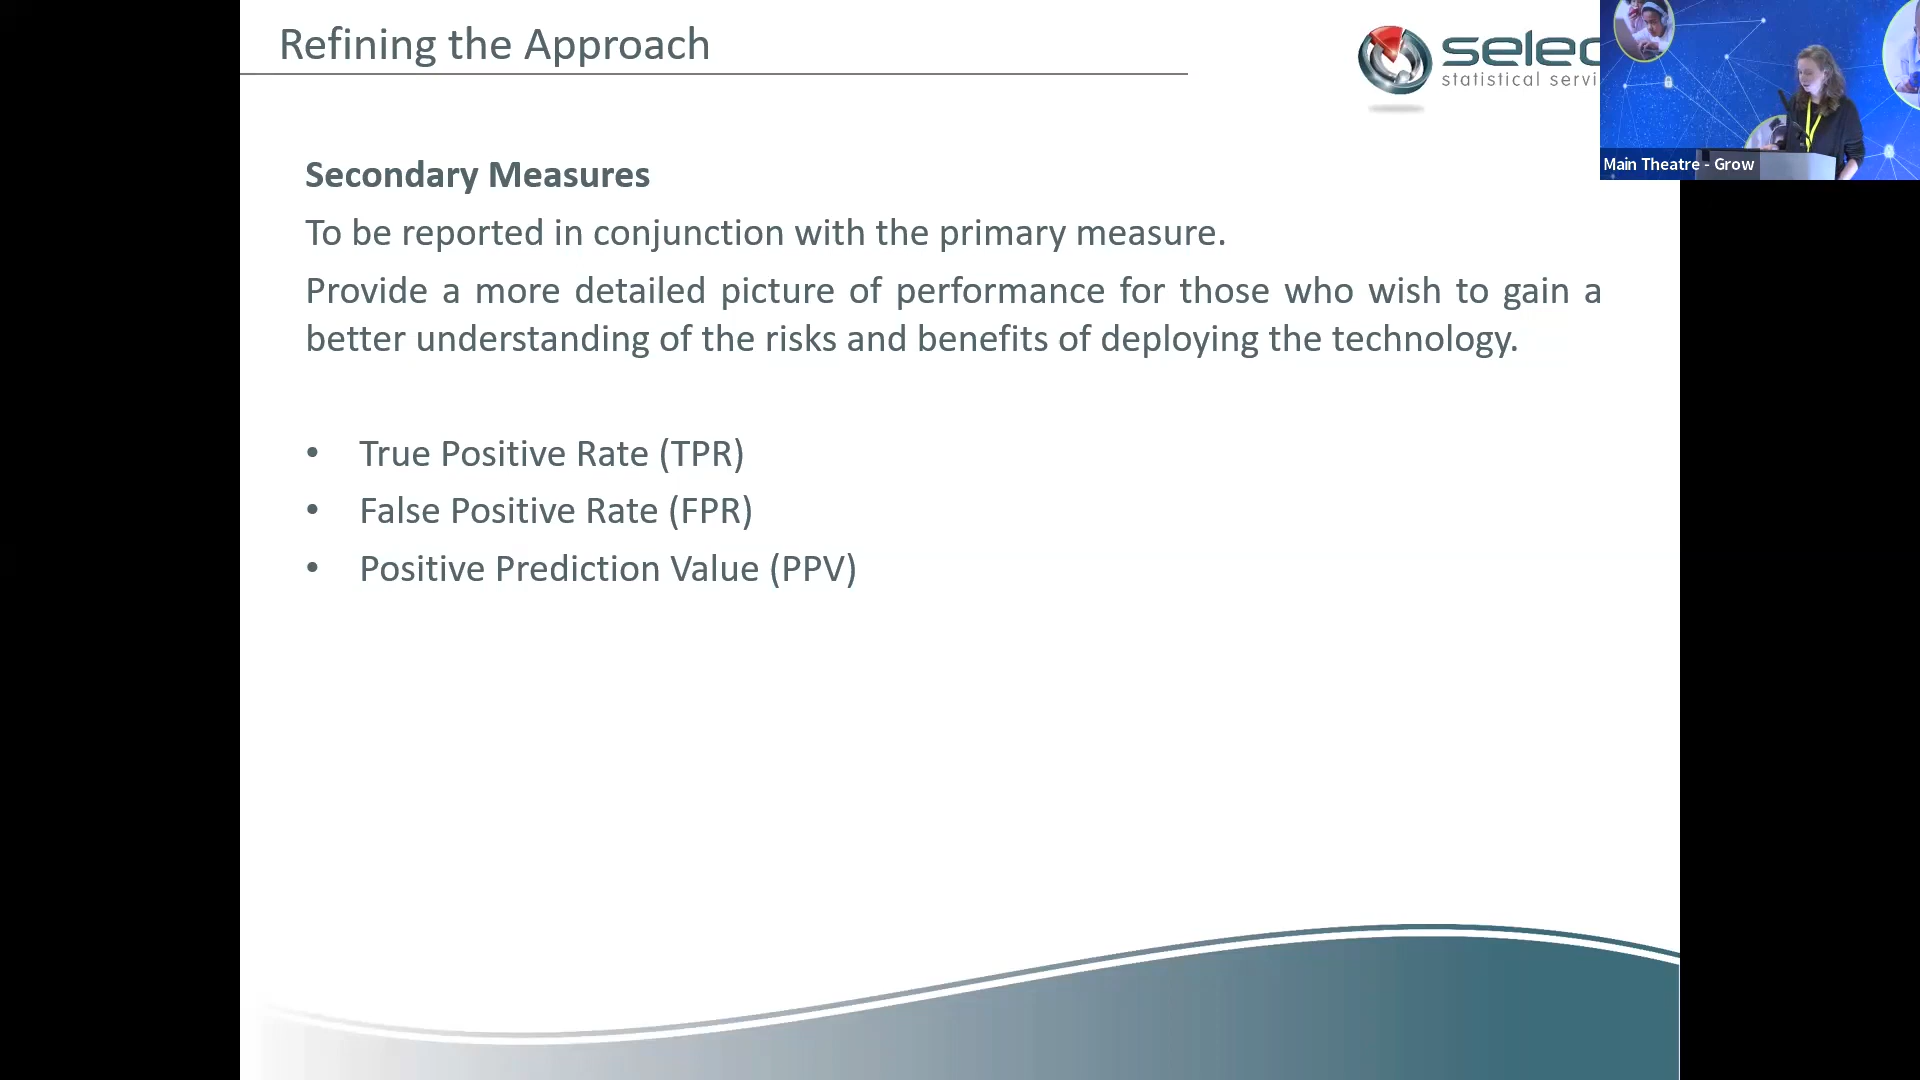 Refining the Approach
selec
statistical servi
Main Theatre - Grow
Secondary Measures
To be reported in conjunction with the primary measure.
Provide a more detailed picture of performance for those who wish to gain a
better understanding of the risks and benefits of deploying the technology.
• True Positive Rate (TPR)
• False Positive Rate (FPR)
• Positive Prediction Value (PPV)